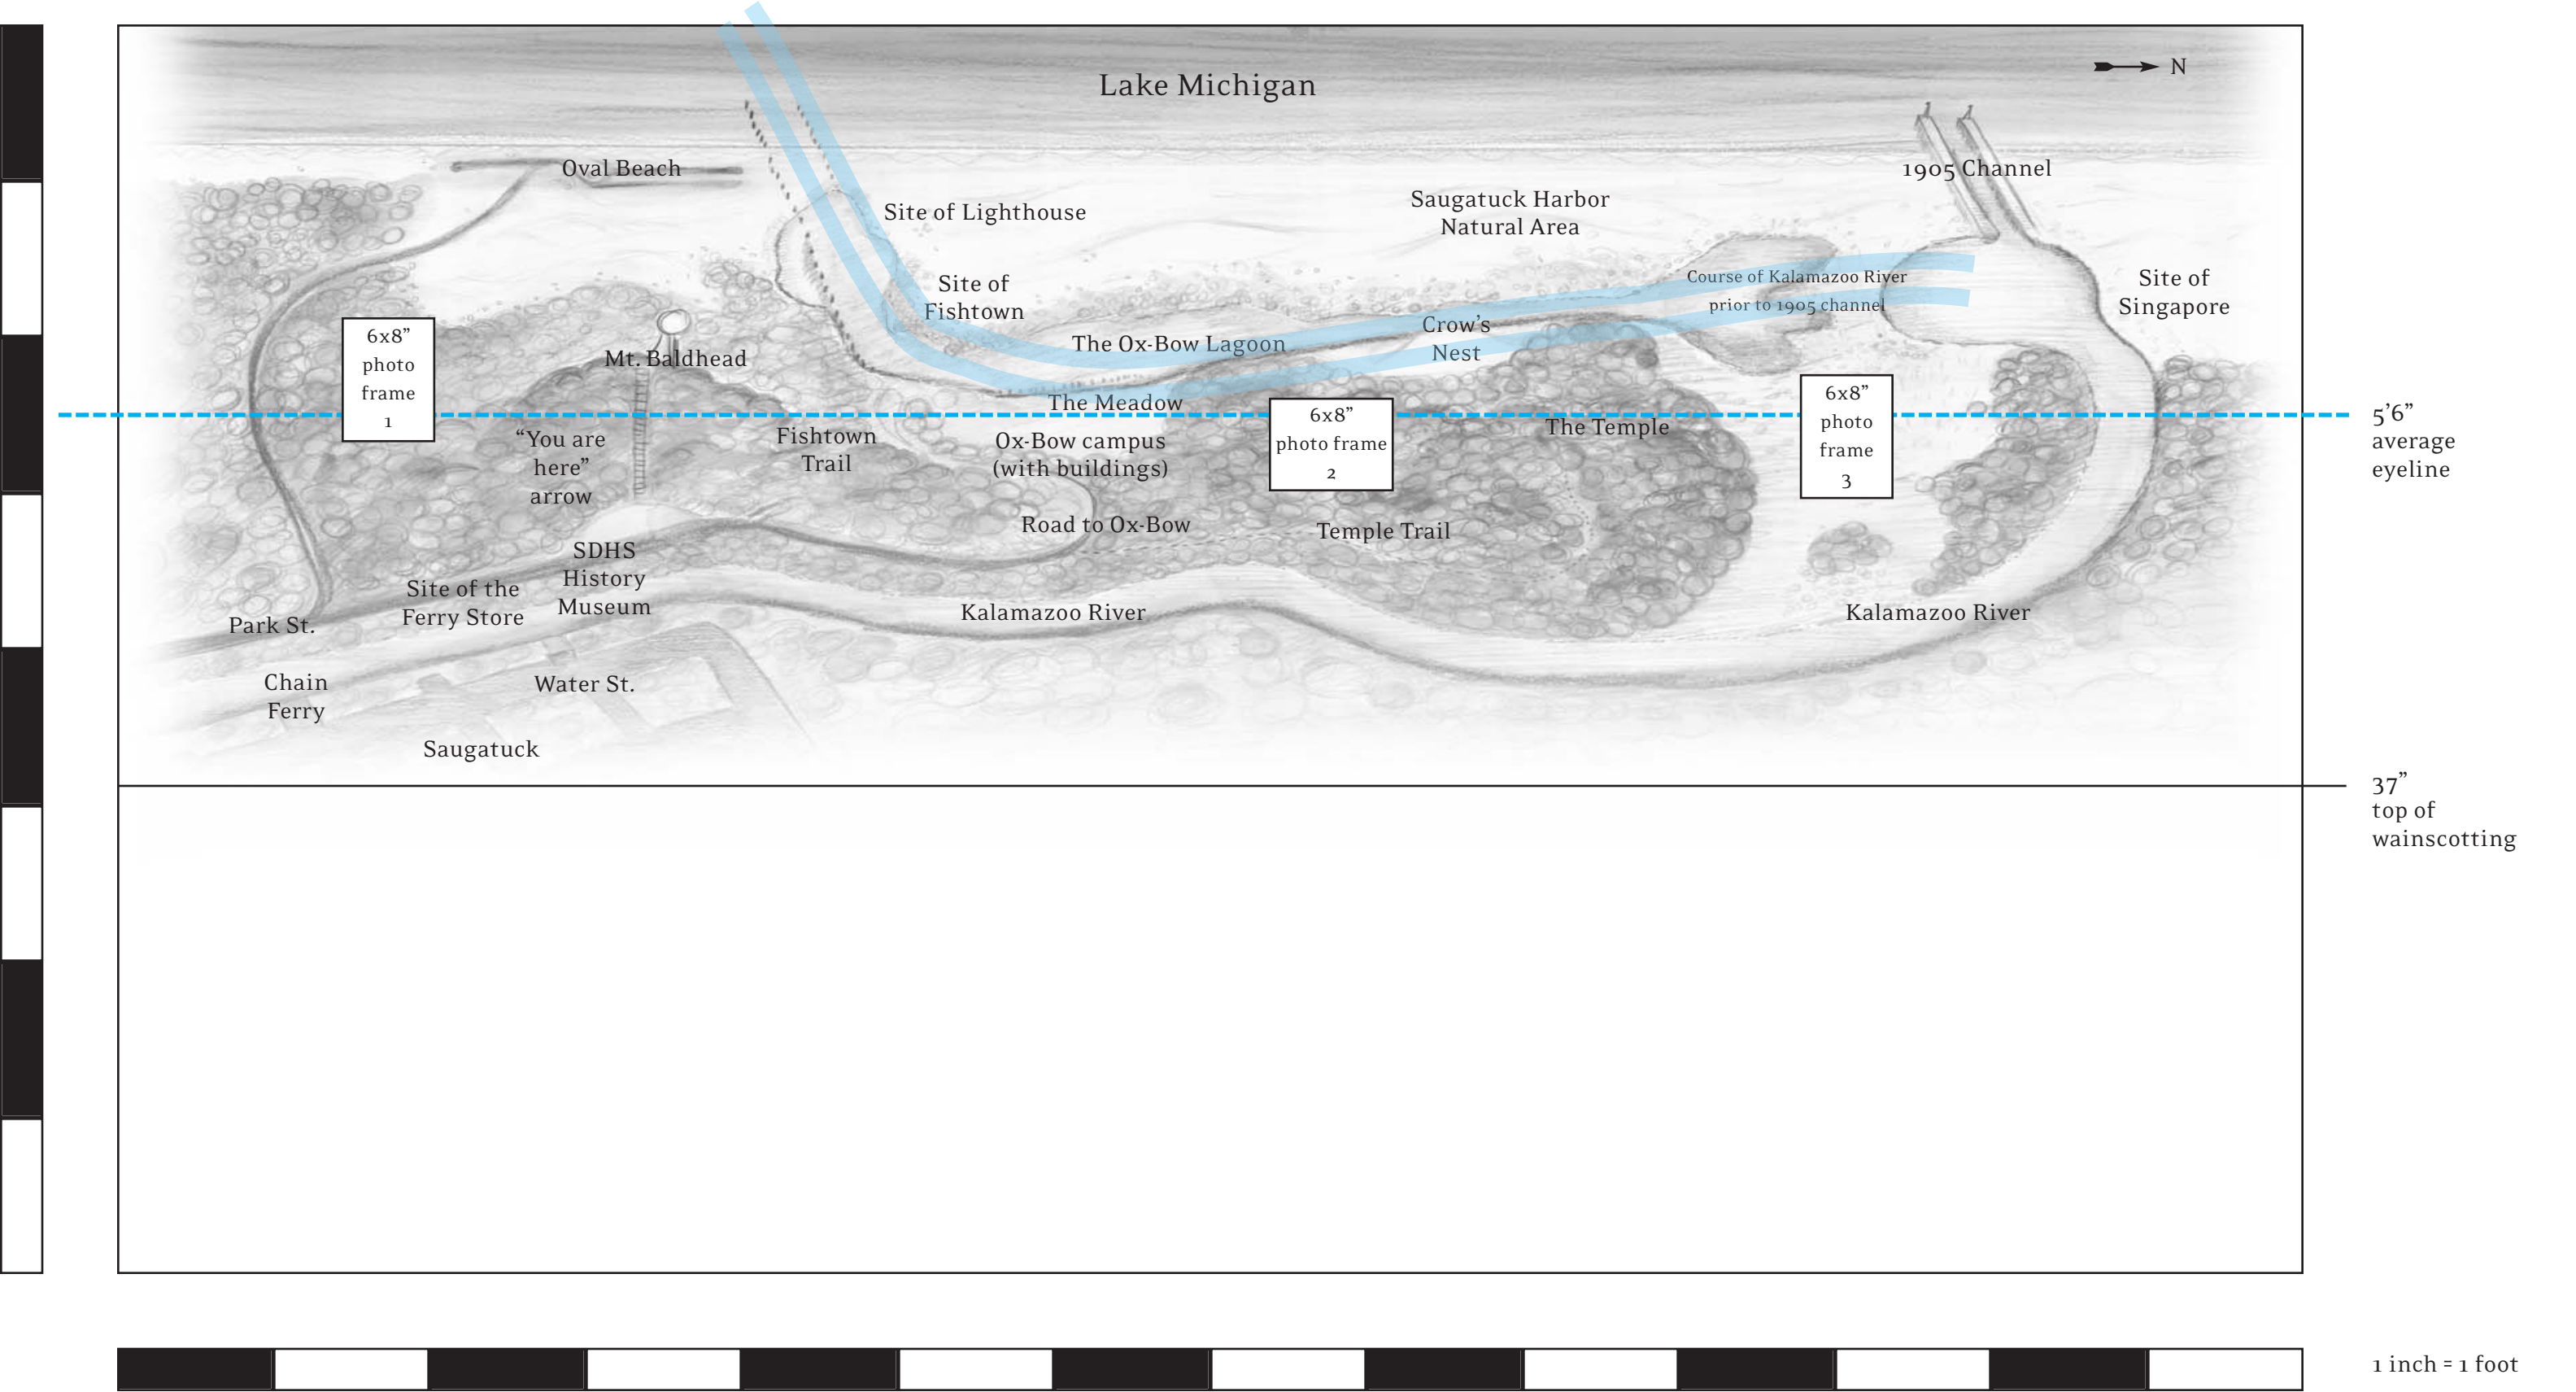 Lake Michigan
N
Oval Beach
1905 Channel
Site of Lighthouse
Saugatuck Harbor
Natural Area
Site of
Fishtown
Course of Kalamazoo River
prior to 1905 channel
Site of
Singapore
6x8”
photo
frame
1
Mt. Baldhead
The Ox-Bow Lagoon
Crow’s
Nest
The Meadow
6x8”
photo frame
2
6x8”
photo
frame
3
5’6”
average
eyeline
“You are
here”
arrow
Fishtown
Trail
Ox-Bow campus
(with buildings)
The Temple
Road to Ox-Bow
Temple Trail
SDHS
History
Museum
Site of the
Ferry Store
Park St.
Kalamazoo River
Kalamazoo River
Chain
Ferry
Water St.
Saugatuck
37”
top of
wainscotting
1 inch = 1 foot